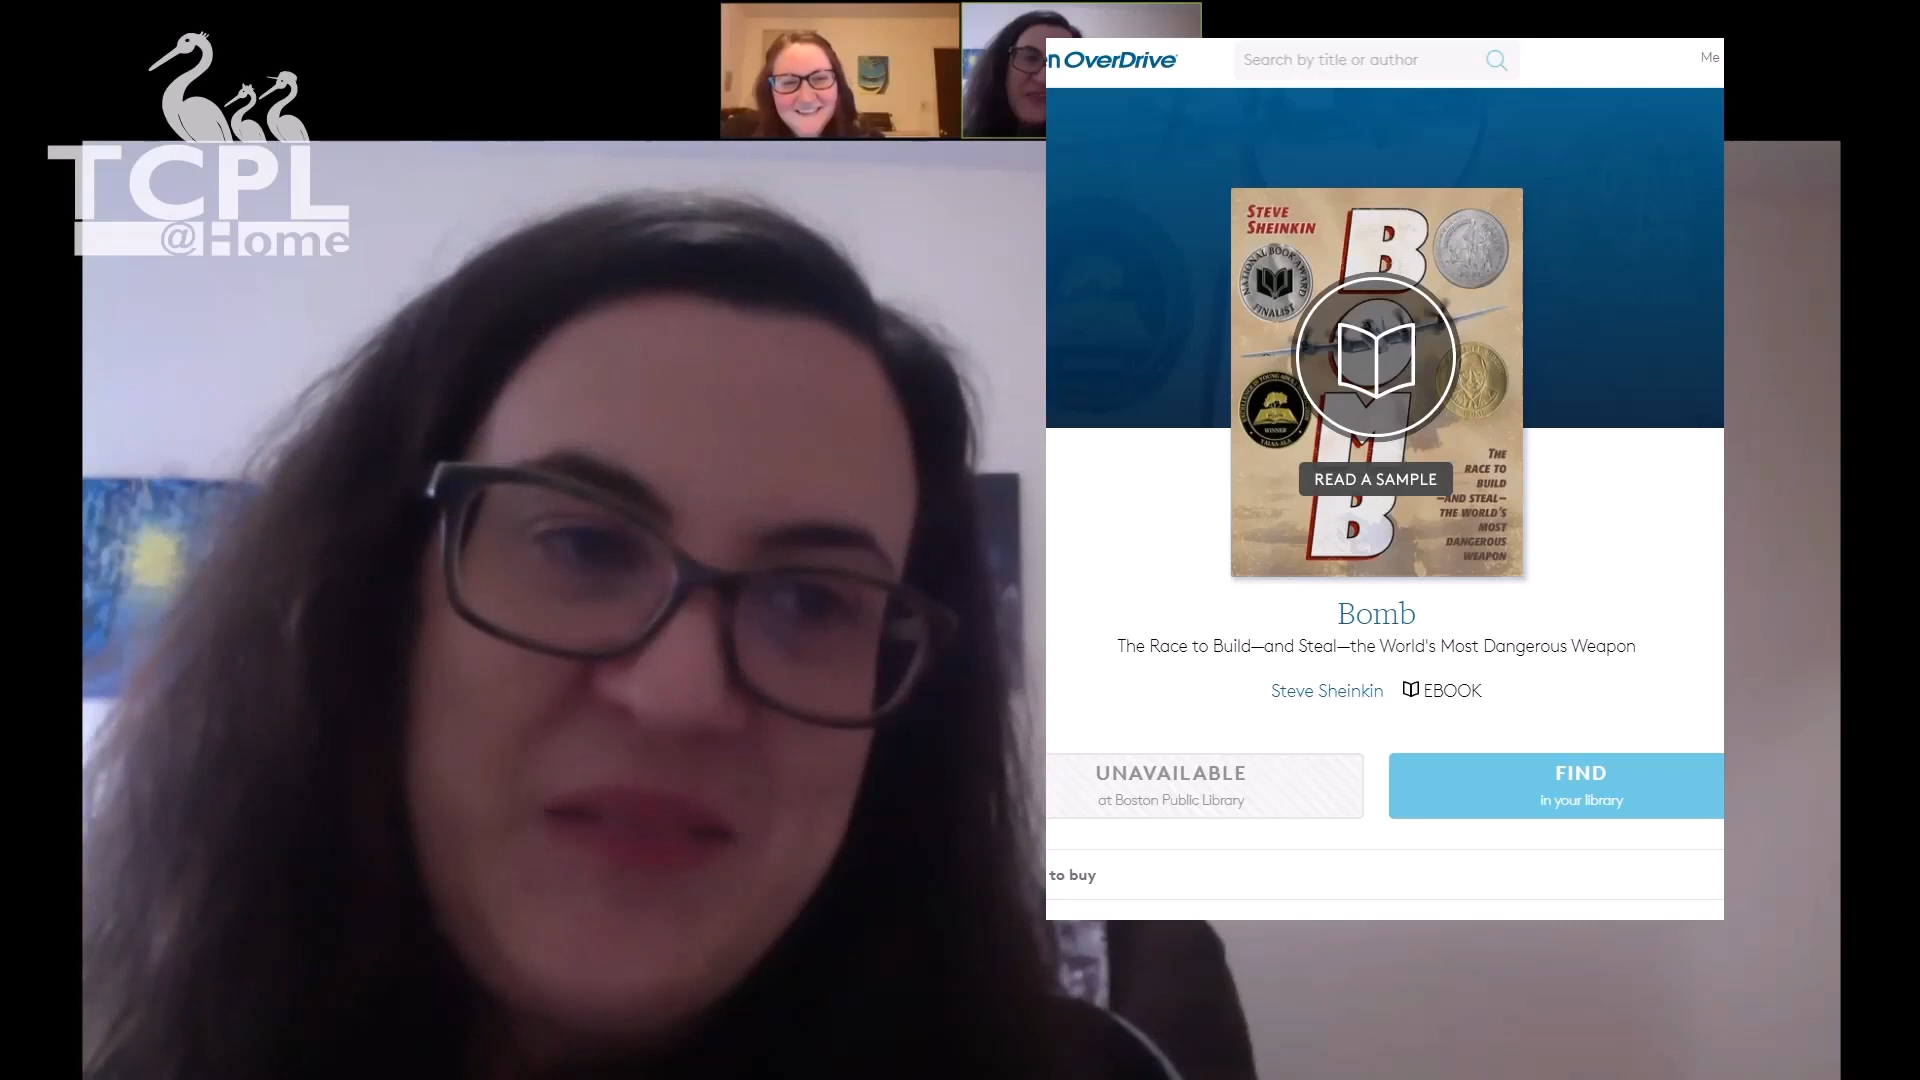 TCPL
@Home
n OverDrive
Search by title or author
Me
STEVE
SHEINKIN
NATIONAL BOOK AWARD
FINALIST
B
O
M
B
WINNER
YALSA-ALA
THE
RACE TO
BUILD
—AND STEAL—
THE WORLD'S
MOST
DANGEROUS
WEAPON
READ A SAMPLE
Bomb
The Race to Build—and Steal—the World's Most Dangerous Weapon
Steve Sheinkin EBOOK
UNAVAILABLE
at Boston Public Library
FIND
in your library
to buy